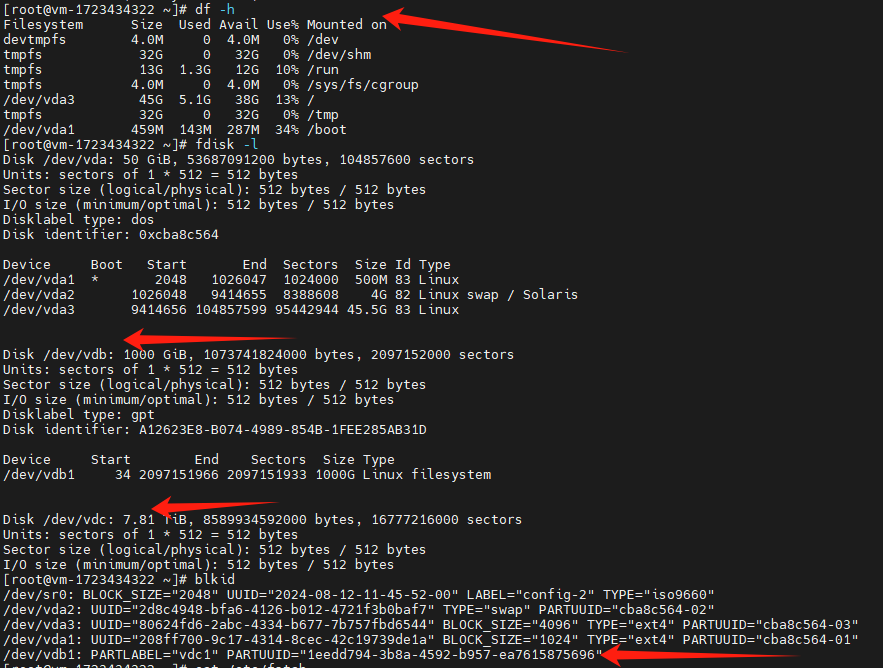 [root@vm-1723434322 ~]# df -h
Filesystem      Size  Used Avail Use% Mounted on
devtmpfs        4.0M     0  4.0M   0% /dev
tmpfs            32G     0   32G   0% /dev/shm
tmpfs            13G  1.3G   12G  10% /run
tmpfs           4.0M     0  4.0M   0% /sys/fs/cgroup
/dev/vda3        45G  5.1G   38G  13% /
tmpfs            32G     0   32G   0% /tmp
/dev/vda1       459M  143M  287M  34% /boot
[root@vm-1723434322 ~]# fdisk -l
Disk /dev/vda: 50 GiB, 53687091200 bytes, 104857600 sectors
Units: sectors of 1 * 512 = 512 bytes
Sector size (logical/physical): 512 bytes / 512 bytes
I/O size (minimum/optimal): 512 bytes / 512 bytes
Disklabel type: dos
Disk identifier: 0xcba8c564
Device     Boot   Start       End  Sectors  Size Id Type
/dev/vda1  *       2048   1026047  1024000  500M 83 Linux
/dev/vda2       1026048   9414655  8388608    4G 82 Linux swap / Solaris
/dev/vda3       9414656 104857599 95442944 45.5G 83 Linux
Disk /dev/vdb: 1000 GiB, 1073741824000 bytes, 2097152000 sectors
Units: sectors of 1 * 512 = 512 bytes
Sector size (logical/physical): 512 bytes / 512 bytes
I/O size (minimum/optimal): 512 bytes / 512 bytes
Disklabel type: gpt
Disk identifier: A12623E8-B074-4989-854B-1FEE285AB31D
Device     Start        End    Sectors  Size Type
/dev/vdb1     34 2097151966 2097151933 1000G Linux filesystem
Disk /dev/vdc: 7.81 TiB, 8589934592000 bytes, 16777216000 sectors
Units: sectors of 1 * 512 = 512 bytes
Sector size (logical/physical): 512 bytes / 512 bytes
I/O size (minimum/optimal): 512 bytes / 512 bytes
[root@vm-1723434322 ~]# blkid
/dev/sr0: BLOCK_SIZE="2048" UUID="2024-08-12-11-45-52-00" LABEL="config-2" TYPE="iso9660"
/dev/vda2: UUID="2d8c4948-bfa6-4126-b012-4721f3b0baf7" TYPE="swap" PARTUUID="cba8c564-02"
/dev/vda3: UUID="80624fd6-2abc-4334-b677-7b757fbd6544" BLOCK_SIZE="4096" TYPE="ext4" PARTUUID="cba8c564-03"
/dev/vda1: UUID="208ff700-9c17-4314-8cec-42c19739de1a" BLOCK_SIZE="1024" TYPE="ext4" PARTUUID="cba8c564-01"
/dev/vdb1: PARTLABEL="vdc1" PARTUUID="1eedd794-3b8a-4592-b957-ea7615875696"